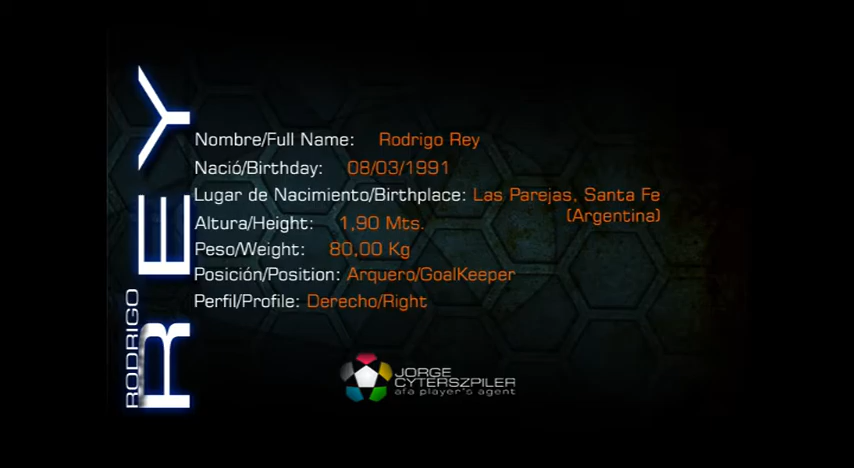 RODRIGO
REY
Nombre/Full Name: Rodrigo Rey
Nació/Birthday: 08/03/1991
Lugar de Nacimiento/Birthplace: Las Parejas, Santa Fe
(Argentina)
Altura/Height: 1,90 Mts.
Peso/Weight: 80,00 Kg
Posición/Position: Arquero/GoalKeeper
Perfil/Profile: Derecho/Right
JORGE
CYTERSZPILER
afa player's agent